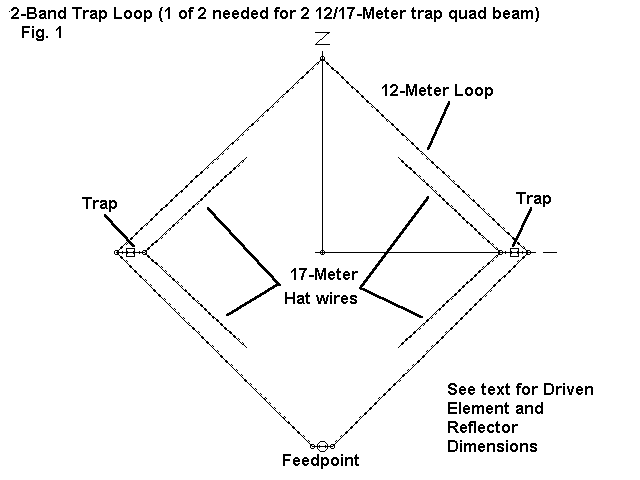 2-Band Trap Loop (1 of 2 needed for 2 12/17-Meter trap quad beam)
Fig. 1
Z
12-Meter Loop
Trap
Trap
17-Meter
Hat wires
See text for Driven
Element and
Reflector
Dimensions
Feedpoint